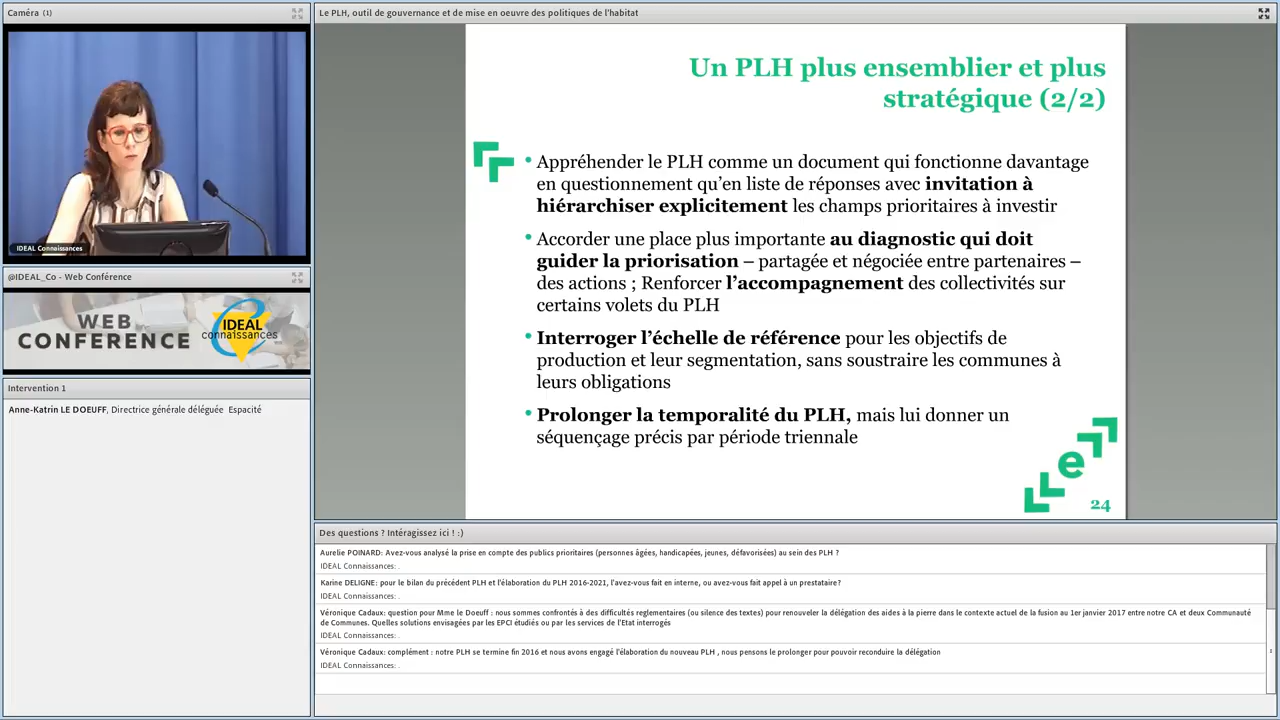 Caméra (1)
IDEAL Connaissances
@IDEAL_Co - Web Conférence
WEB
CONFERENCE
IDEAL
connaissances
Intervention 1
Anne-Katrin LE DOEUFF, Directrice générale déléguée Espacité
Le PLH, outil de gouvernance et de mise en oeuvre des politiques de l'habitat
Un PLH plus ensemblier et plus
stratégique (2/2)
• Appréhender le PLH comme un document qui fonctionne davantage
en questionnement qu’en liste de réponses avec invitation à
hiérarchiser explicitement les champs prioritaires à investir
• Accorder une place plus importante au diagnostic qui doit
guider la priorisation – partagée et négociée entre partenaires –
des actions ; Renforcer l’accompagnement des collectivités sur
certains volets du PLH
• Interroger l’échelle de référence pour les objectifs de
production et leur segmentation, sans soustraire les communes à
leurs obligations
• Prolonger la temporalité du PLH, mais lui donner un
séquençage précis par période triennale
e
24
Des questions ? Intéragissez ici ! :)
Aurelie POINARD: Avez-vous analysé la prise en compte des publics prioritaires (personnes âgées, handicapées, jeunes, défavorisées) au sein des PLH ?
IDEAL Connaissances: .
Karine DELIGNE: pour le bilan du précédent PLH et l'élaboration du PLH 2016-2021, l'avez-vous fait en interne, ou avez-vous fait appel à un prestataire?
IDEAL Connaissances: .
Véronique Cadaux: question pour Mme le Doeuff : nous sommes confrontés à des difficultés reglementaires (ou silence des textes) pour renouveler la délégation des aides à la pierre dans le contexte actuel de la fusion au 1er janvier 2017 entre notre CA et deux Communauté
de Communes. Quelles solutions envisagées par les EPCI étudiés ou par les services de l'Etat interrogés
IDEAL Connaissances: .
Véronique Cadaux: complément : notre PLH se termine fin 2016 et nous avons engagé l'élaboration du nouveau PLH , nous pensons le prolonger pour pouvoir reconduire la délégation
IDEAL Connaissances: .